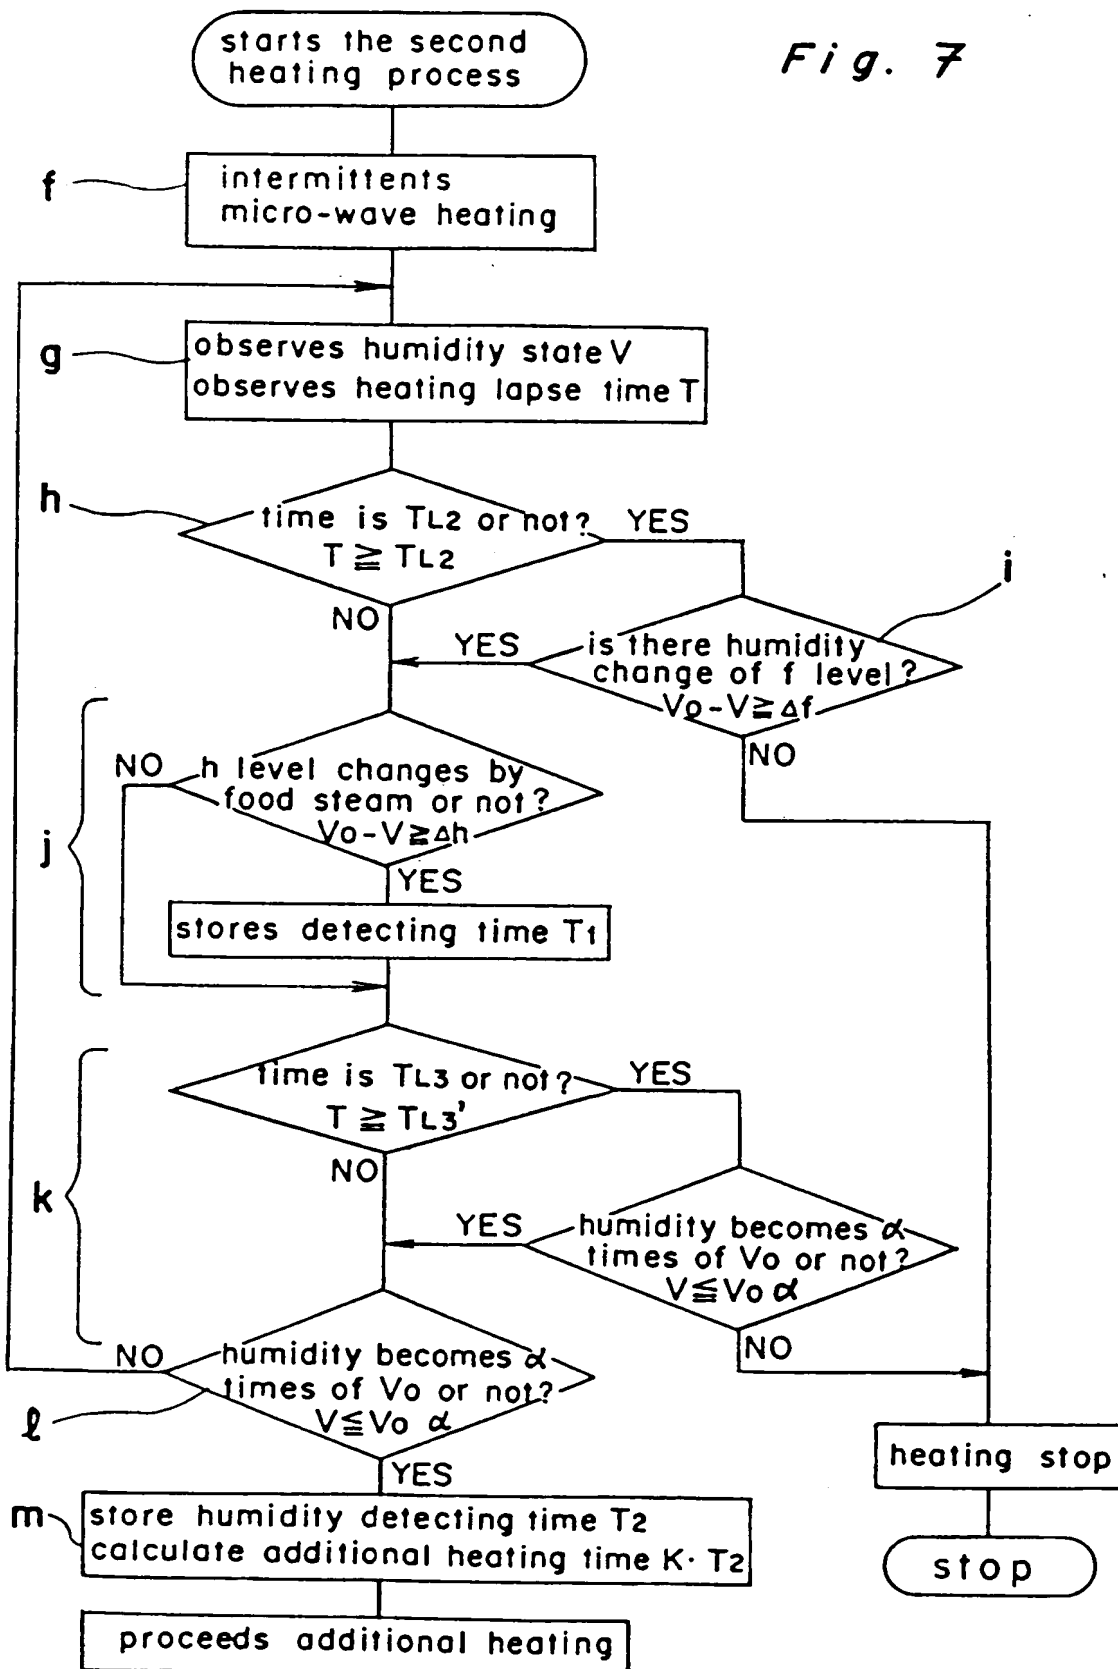 starts the second
heating process
Fig. 7
f
intermittents
micro-wave heating
g
observes humidity state V
observes heating lapse time T
h
time is TL2 or not?
T ≧ TL2
YES
NO
i
is there humidity
change of f level?
Vo-V≧Δf
YES
NO
j
NO
h level changes by
food steam or not?
Vo-V≧Δh
YES
stores detecting time T1
k
time is TL3 or not?
T ≧ TL3'
YES
NO
YES
humidity becomes α
times of Vo or not?
V≦Vo α
NO
NO
humidity becomes α
times of Vo or not?
V≦Vo α
ℓ
YES
heating stop
m
store humidity detecting time T2
calculate additional heating time K· T2
stop
proceeds additional heating